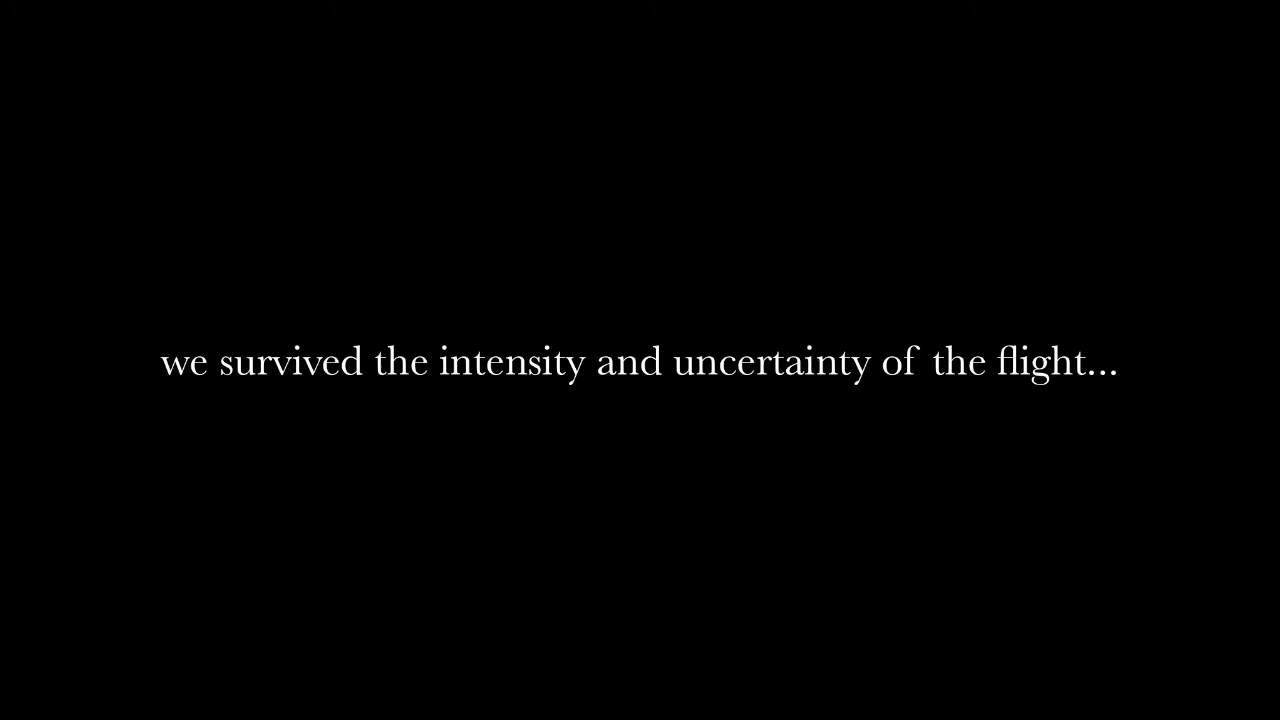 we survived the intensity and uncertainty of the flight...